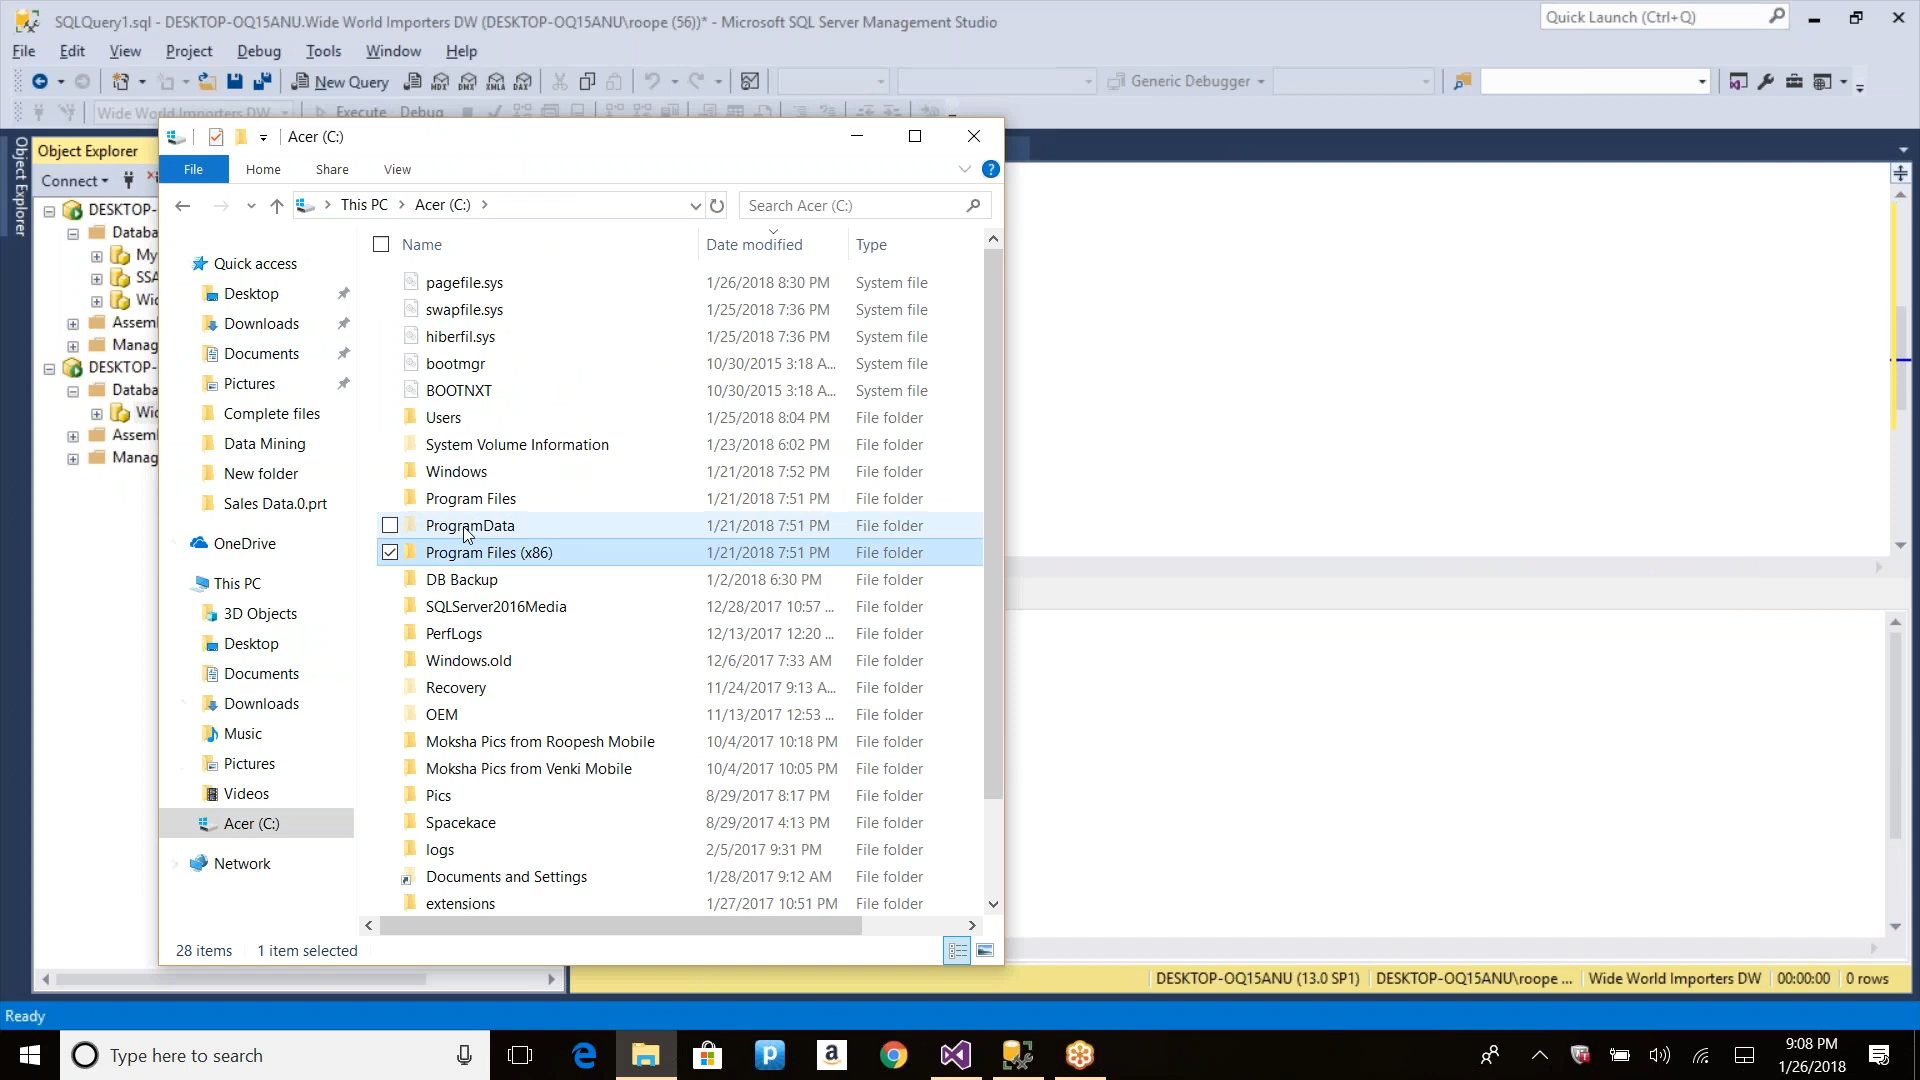 SQLQuery1.sql - DESKTOP-OQ15ANU.Wide World Importers DW (DESKTOP-OQ15ANU\roope (56))* - Microsoft SQL Server Management Studio
Quick Launch (Ctrl+Q)
File Edit View Project Debug Tools Window Help
New Query MDX DMX XMLA DAX Generic Debugger
Wide World Importers DW Execute Debug
Object Explorer
Object Explorer
Connect
DESKTOP-
Databa
My
SSA
Wid
Assem
Manag
DESKTOP-
Databa
Wid
Assem
Manag
Acer (C:)
File Home Share View
This PC Acer (C:)
Search Acer (C:)
Name Date modified Type
Quick access
Desktop
Downloads
Documents
Pictures
Complete files
Data Mining
New folder
Sales Data.0.prt
OneDrive
This PC
3D Objects
Desktop
Documents
Downloads
Music
Pictures
Videos
Acer (C:)
Network
pagefile.sys 1/26/2018 8:30 PM System file
swapfile.sys 1/25/2018 7:36 PM System file
hiberfil.sys 1/25/2018 7:36 PM System file
bootmgr 10/30/2015 3:18 A... System file
BOOTNXT 10/30/2015 3:18 A... System file
Users 1/25/2018 8:04 PM File folder
System Volume Information 1/23/2018 6:02 PM File folder
Windows 1/21/2018 7:52 PM File folder
Program Files 1/21/2018 7:51 PM File folder
ProgramData 1/21/2018 7:51 PM File folder
Program Files (x86) 1/21/2018 7:51 PM File folder
DB Backup 1/2/2018 6:30 PM File folder
SQLServer2016Media 12/28/2017 10:57 ... File folder
PerfLogs 12/13/2017 12:20 ... File folder
Windows.old 12/6/2017 7:33 AM File folder
Recovery 11/24/2017 9:13 A... File folder
OEM 11/13/2017 12:53 ... File folder
Moksha Pics from Roopesh Mobile 10/4/2017 10:18 PM File folder
Moksha Pics from Venki Mobile 10/4/2017 10:05 PM File folder
Pics 8/29/2017 8:17 PM File folder
Spacekace 8/29/2017 4:13 PM File folder
logs 2/5/2017 9:31 PM File folder
Documents and Settings 1/28/2017 9:12 AM File folder
extensions 1/27/2017 10:51 PM File folder
28 items 1 item selected
DESKTOP-OQ15ANU (13.0 SP1) DESKTOP-OQ15ANU\roope ... Wide World Importers DW 00:00:00 0 rows
Ready
Type here to search
9:08 PM
1/26/2018